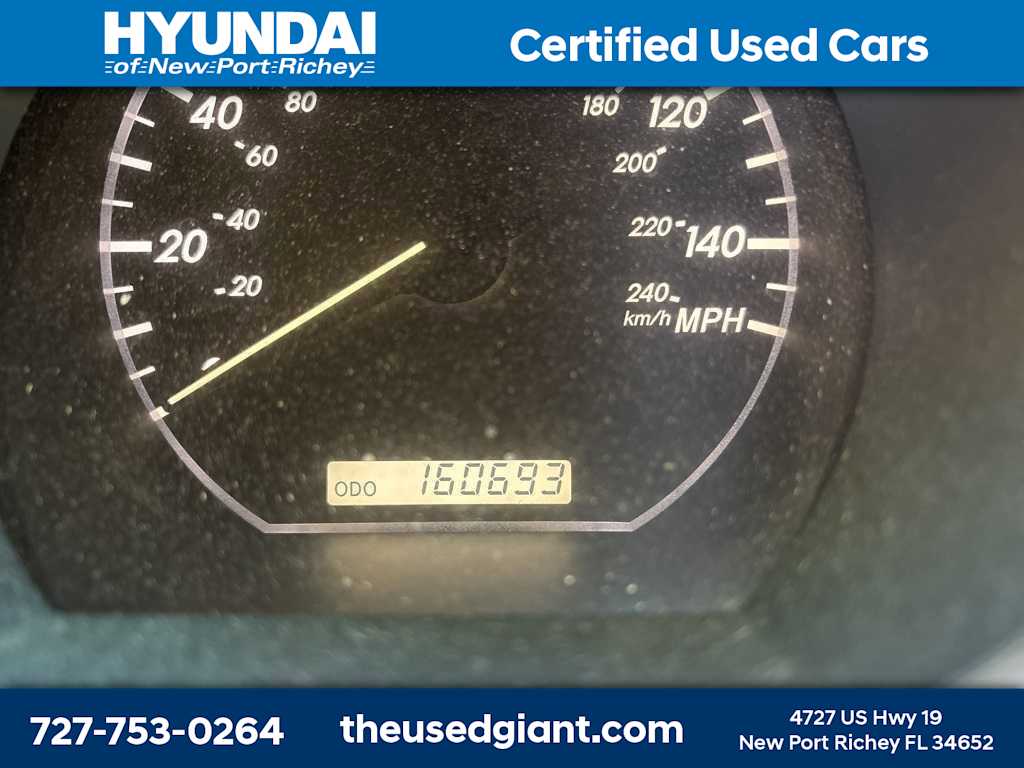 HYUNDAI
of New Port Richey
Certified Used Cars
40
80
180
120
60
200
20
40
220
140
20
240
km/h MPH
ODO 160693
727-753-0264
theusedgiant.com
4727 US Hwy 19
New Port Richey FL 34652